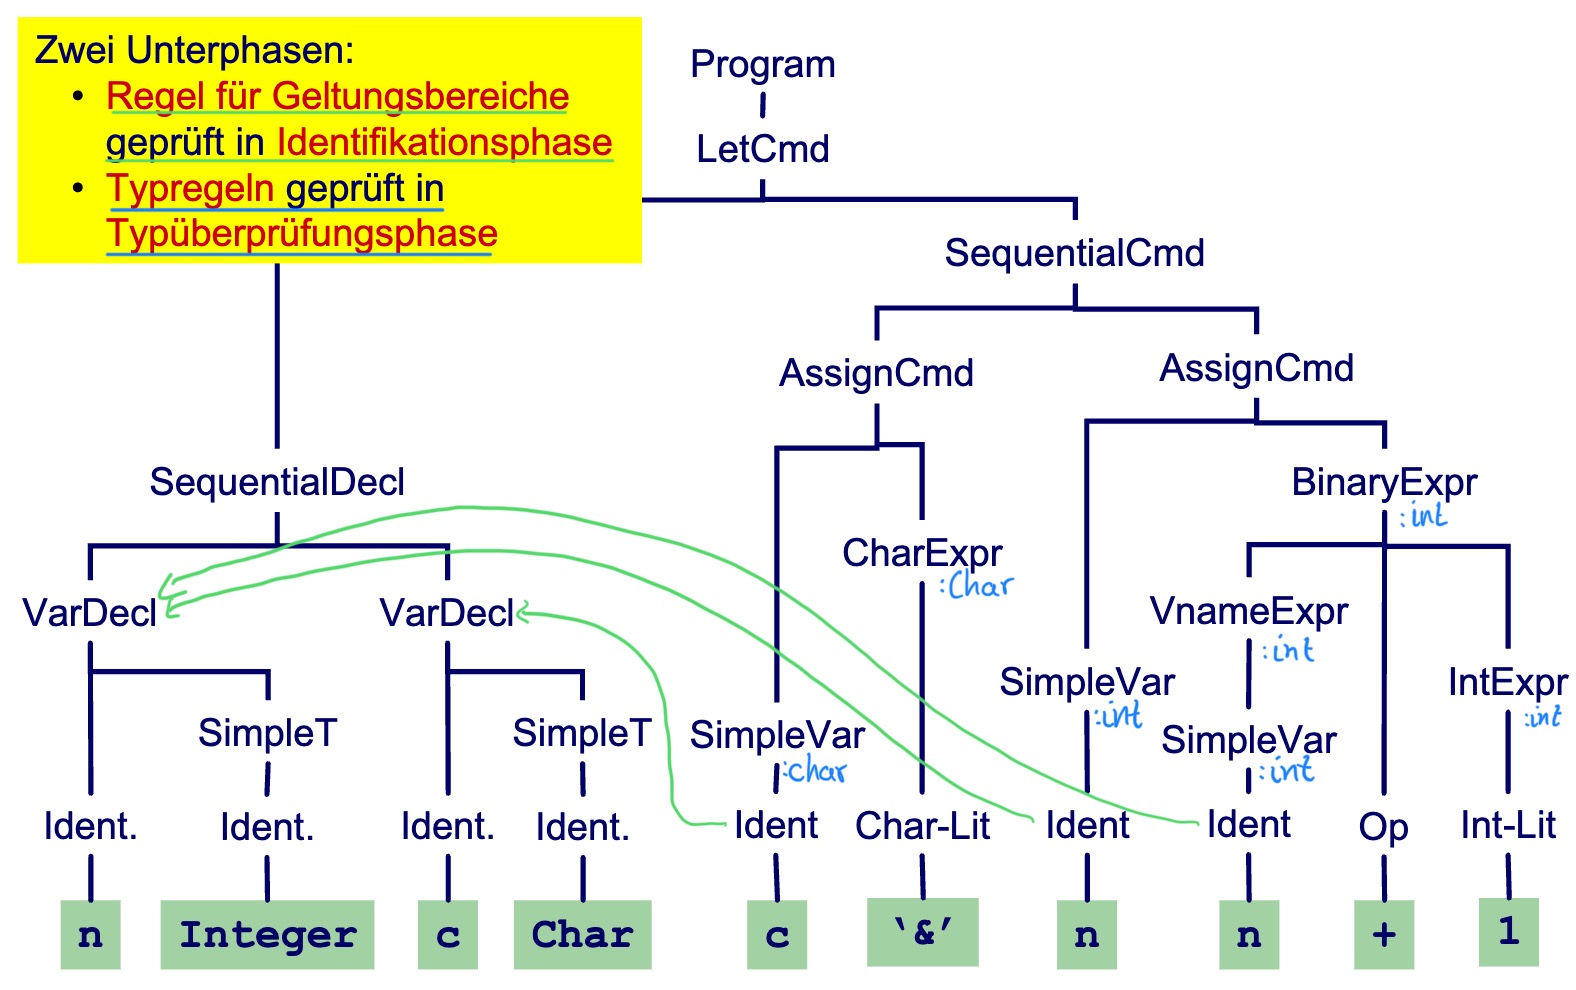 Zwei Unterphasen:
• Regel für Geltungsbereiche
geprüft in Identifikationsphase
• Typregeln geprüft in
Typüberprüfungsphase
Program
LetCmd
SequentialCmd
AssignCmd
AssignCmd
SequentialDecl
BinaryExpr
:int
CharExpr
:Char
VarDecl
VarDecl
VnameExpr
:int
SimpleVar
:int
IntExpr
:int
SimpleT
SimpleT
SimpleVar
:char
SimpleVar
:int
Ident.
Ident.
Ident.
Ident.
Ident
Char-Lit
Ident
Ident
Op
Int-Lit
n
Integer
c
Char
c
‘&’
n
n
+
1